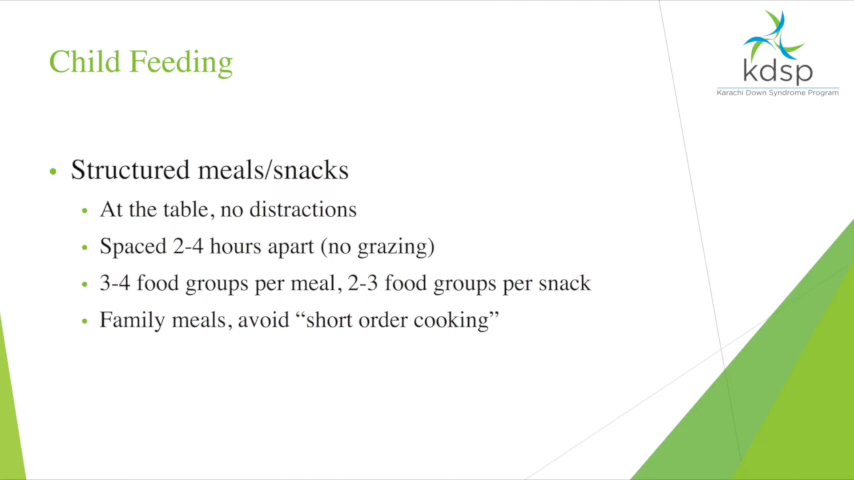 Child Feeding
kdsp
Karachi Down Syndrome Program
• Structured meals/snacks
• At the table, no distractions
• Spaced 2-4 hours apart (no grazing)
• 3-4 food groups per meal, 2-3 food groups per snack
• Family meals, avoid “short order cooking”